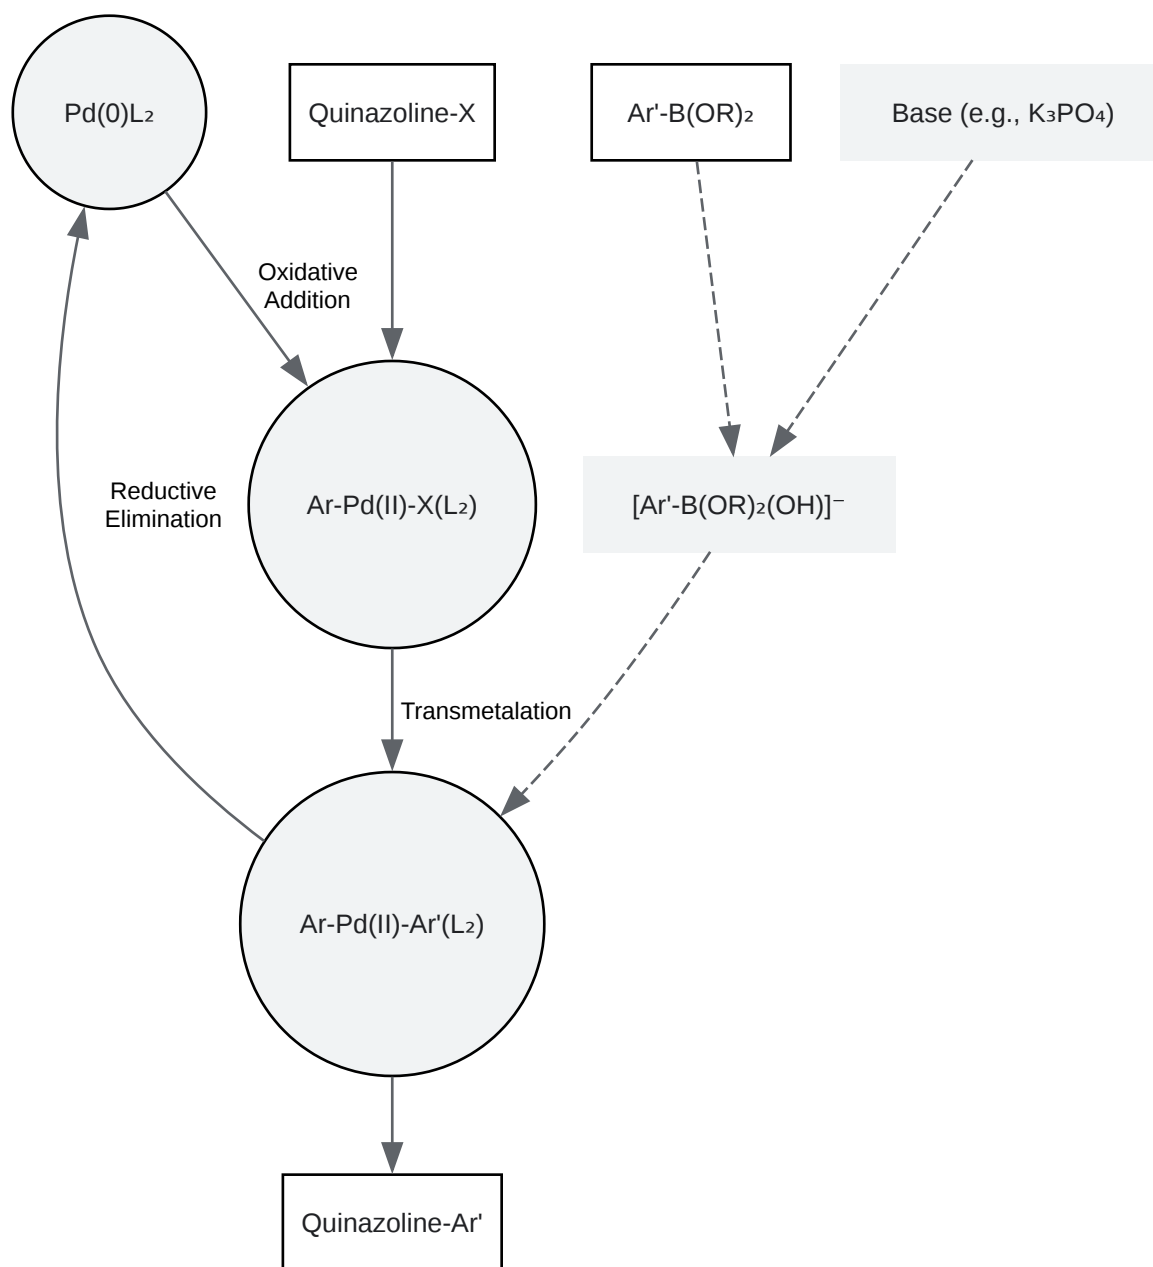 Pd(0)L₂
Quinazoline-X
Ar'-B(OR)₂
Base (e.g., K₃PO₄)
Oxidative
Addition
Reductive
Elimination
Ar-Pd(II)-X(L₂)
[Ar'-B(OR)₂(OH)]⁻
Transmetalation
Ar-Pd(II)-Ar'(L₂)
Quinazoline-Ar'